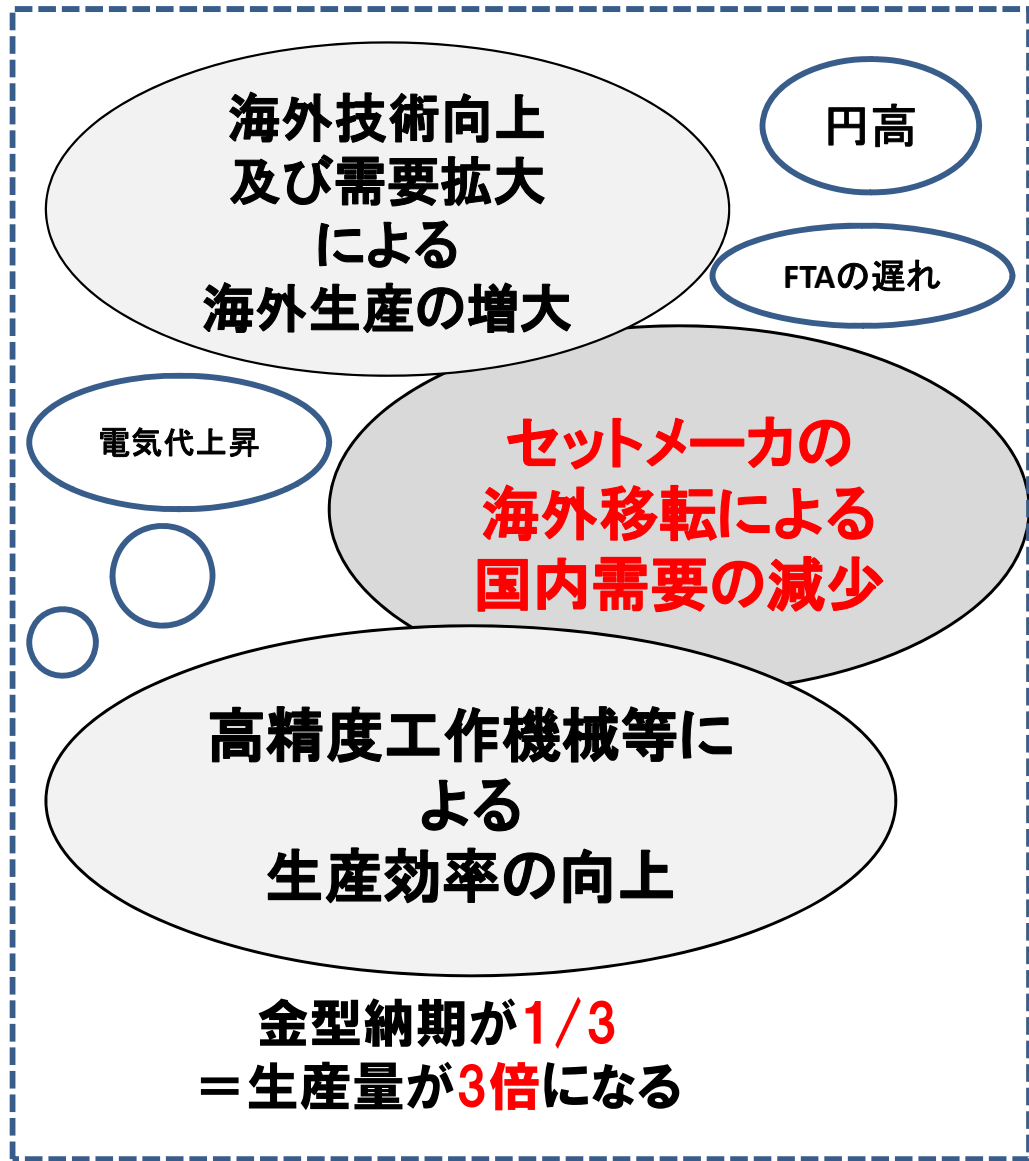 海外技術向上
及び需要拡大
による
海外生産の増大
円高
FTAの遅れ
電気代上昇
セットメーカの
海外移転による
国内需要の減少
高精度工作機械等に
よる
生産効率の向上
金型納期が1/3
＝生産量が3倍になる